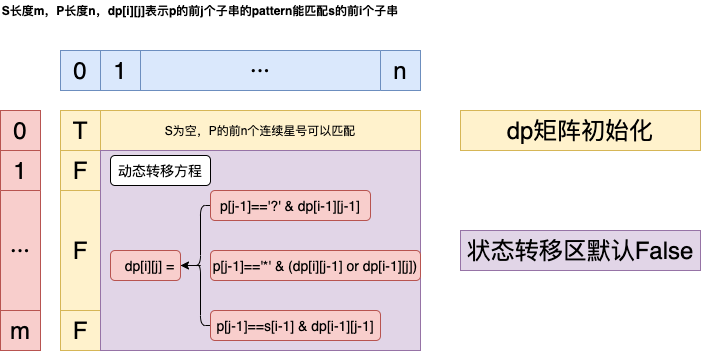 S长度m，P长度n，dp[i][j]表示p的前j个子串的pattern能匹配s的前i个子串
0 1 ··· n
0 T S为空，P的前n个连续星号可以匹配 dp矩阵初始化
1 F 动态转移方程
p[j-1]=='?' & dp[i-1][j-1]
··· F dp[i][j] = p[j-1]=='*' & (dp[i][j-1] or dp[i-1][j]) 状态转移区默认False
m F p[j-1]==s[i-1] & dp[i-1][j-1]